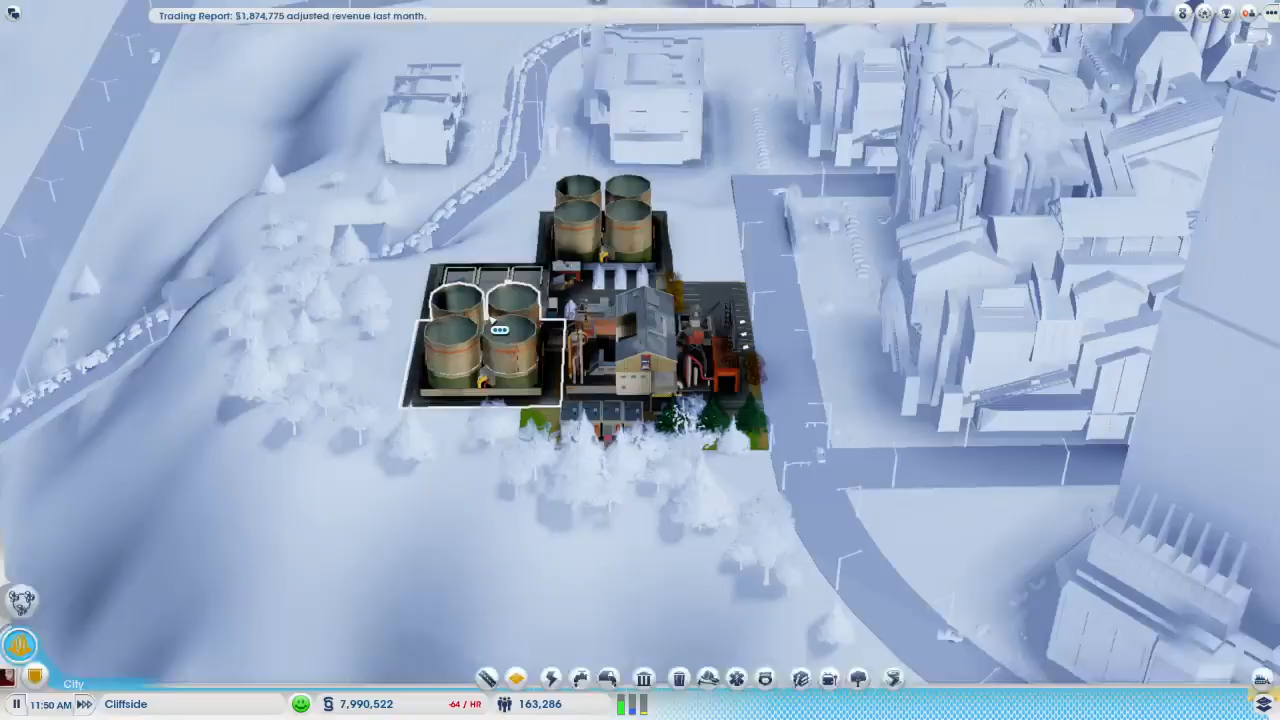 Trading Report: $1,874,775 adjusted revenue last month.
City
11:50 AM
Cliffside
7,990,522
-64 / HR
163,286